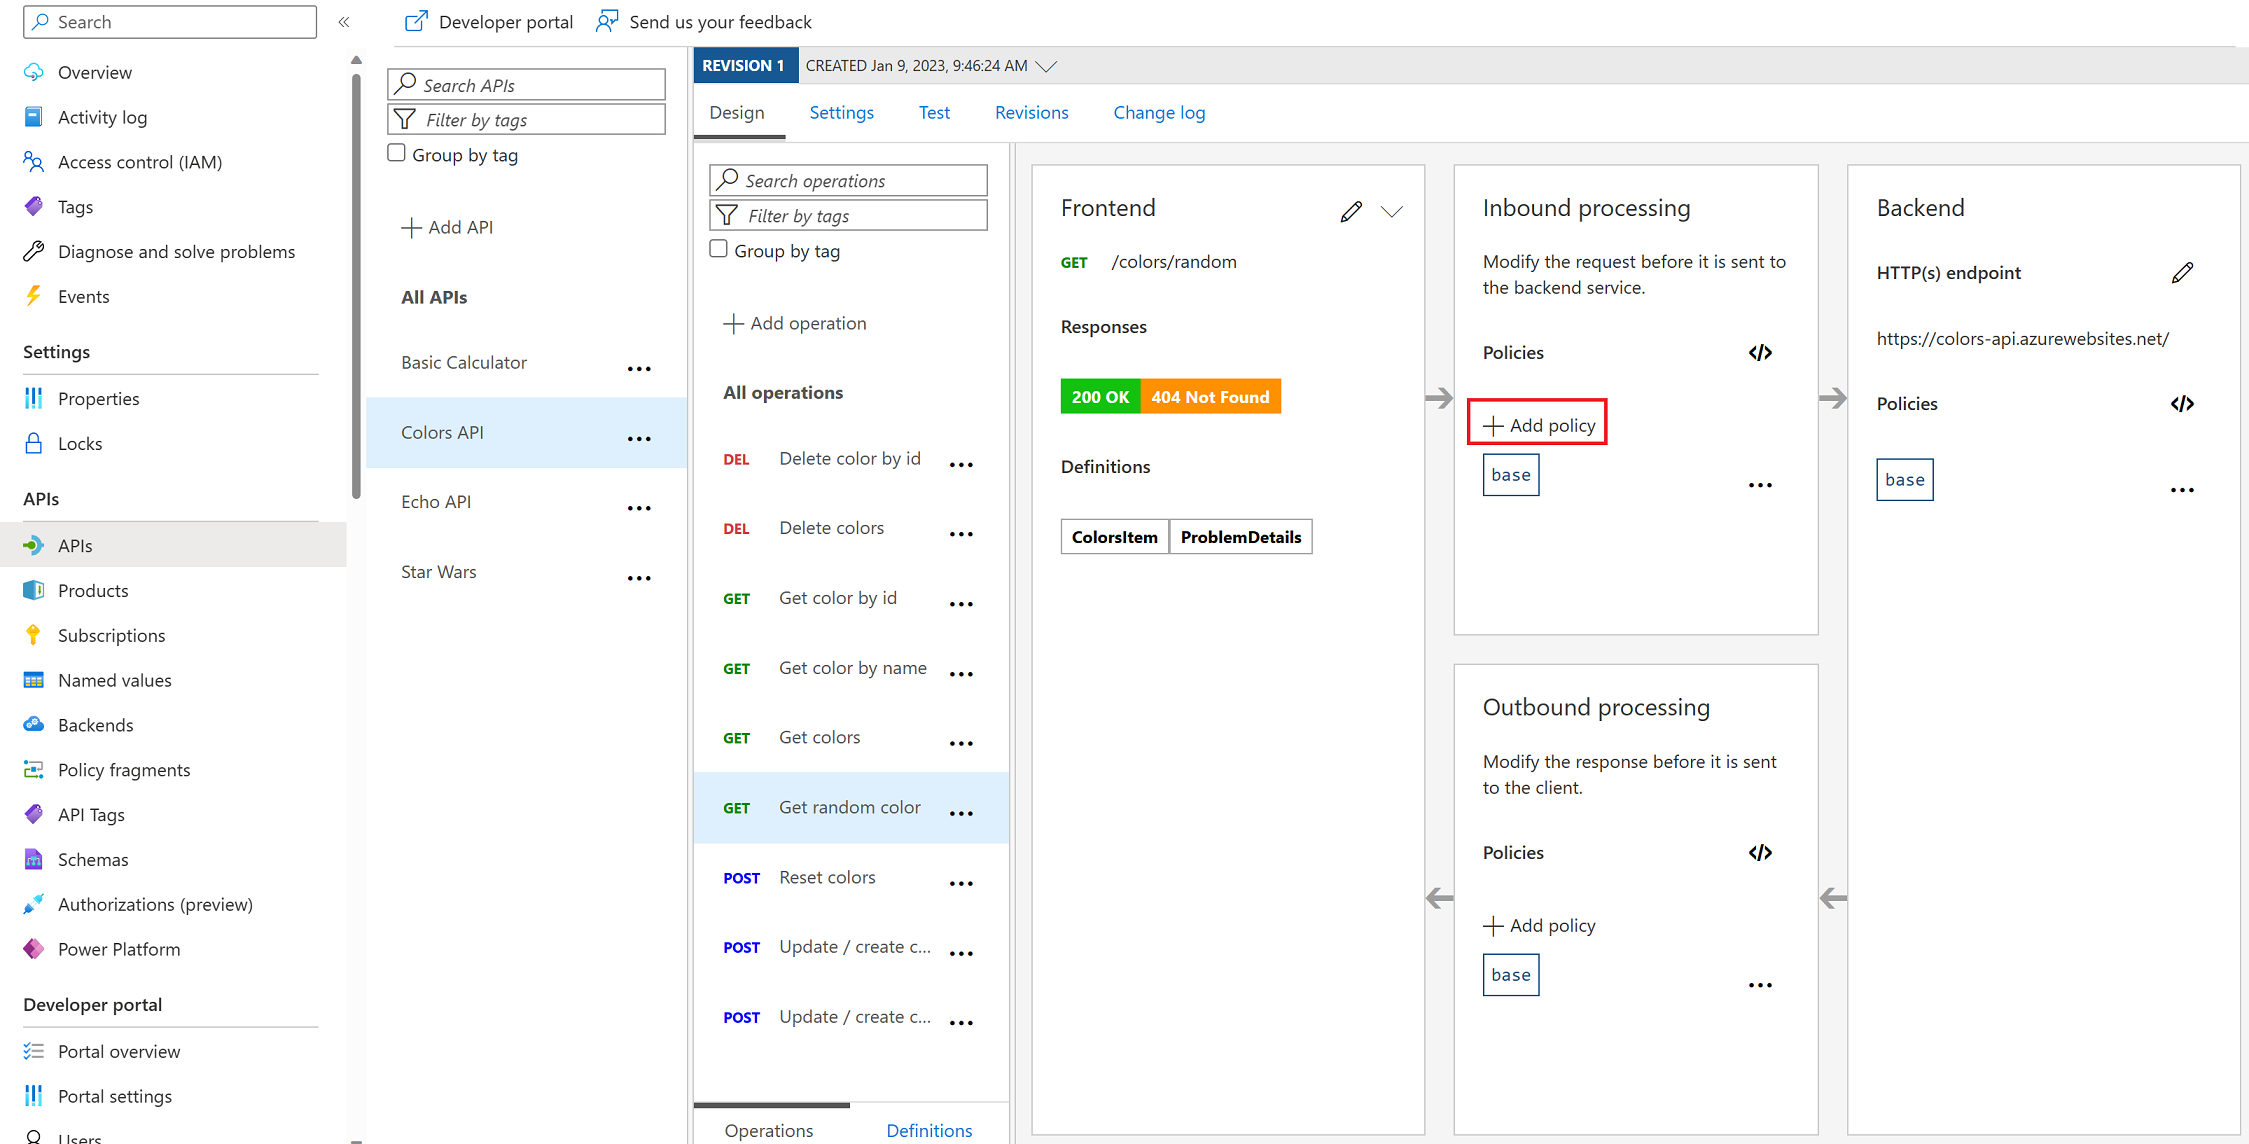 Search
«
Developer portal
Send us your feedback
Overview
Activity log
Access control (IAM)
Tags
Diagnose and solve problems
Events
Settings
Properties
Locks
APIs
APIs
Products
Subscriptions
Named values
Backends
Policy fragments
API Tags
Schemas
Authorizations (preview)
Power Platform
Developer portal
Portal overview
Portal settings
Users
Search APIs
Filter by tags
Group by tag
Add API
All APIs
Basic Calculator
Colors API
Echo API
Star Wars
REVISION 1 CREATED Jan 9, 2023, 9:46:24 AM
Design Settings Test Revisions Change log
Search operations
Filter by tags
Group by tag
Add operation
All operations
DEL Delete color by id
DEL Delete colors
GET Get color by id
GET Get color by name
GET Get colors
GET Get random color
POST Reset colors
POST Update / create c...
POST Update / create c...
Operations Definitions
Frontend
GET /colors/random
Responses
200 OK 404 Not Found
Definitions
ColorsItem ProblemDetails
Inbound processing
Modify the request before it is sent to
the backend service.
Policies </>
Add policy
base
Outbound processing
Modify the response before it is sent
to the client.
Policies </>
Add policy
base
Backend
HTTP(s) endpoint
https://colors-api.azurewebsites.net/
Policies </>
base